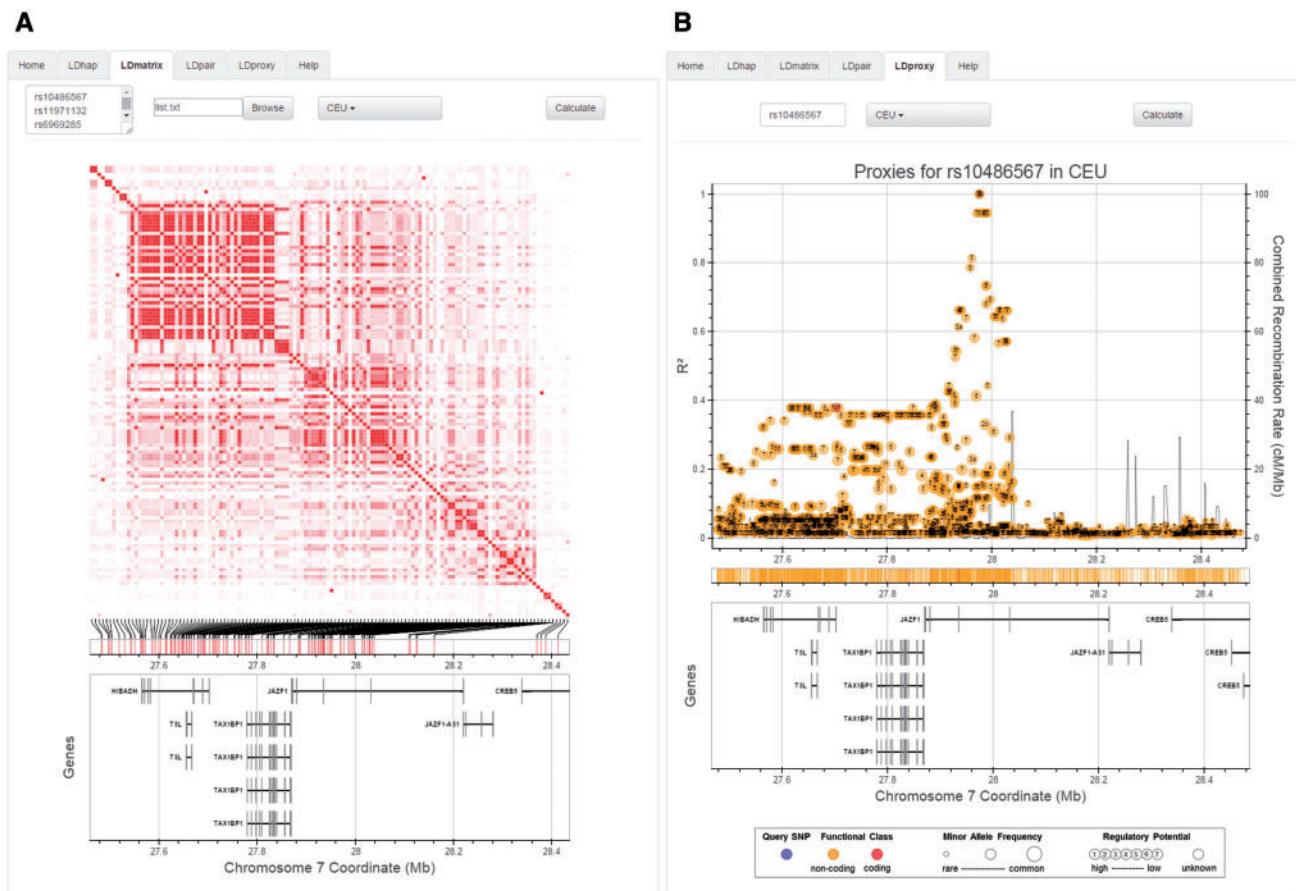 A
Home LDhap LDmatrix LDpair LDproxy Help
rs10486567
rs11971132
rs6969285
list.txt Browse CEU Calculate
27.6 27.8 28 28.2 28.4
HIBADH JAZF1 CREB5
TSL TAX1BP1 JAZF1-AS1
TSL TAX1BP1
TAX1BP1
TAX1BP1
Genes
27.6 27.8 28 28.2 28.4
Chromosome 7 Coordinate (Mb)
B
Home LDhap LDmatrix LDpair LDproxy Help
rs10486567 CEU Calculate
Proxies for rs10486567 in CEU
1 100
0.8 80
0.6 60
0.4 40
0.2 20
0 0
R²
Combined Recombination Rate (cM/Mb)
27.6 27.8 28 28.2 28.4
27.6 27.8 28 28.2 28.4
HIBADH JAZF1 CREB5
TSL TAX1BP1 JAZF1-AS1 CREB5
TSL TAX1BP1 CREB5
TAX1BP1
TAX1BP1
Genes
27.6 27.8 28 28.2 28.4
Chromosome 7 Coordinate (Mb)
Query SNP Functional Class Minor Allele Frequency Regulatory Potential
1 2 3 4 5 6 7
non-coding coding rare common high low unknown